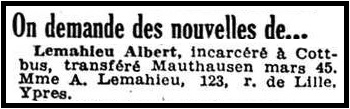 On demande des nouvelles de...
Lemahieu Albert, incarcéré à Cott-
bus, transféré Mauthausen mars 45.
Mme A. Lemahieu, 123, r. de Lille,
Ypres.